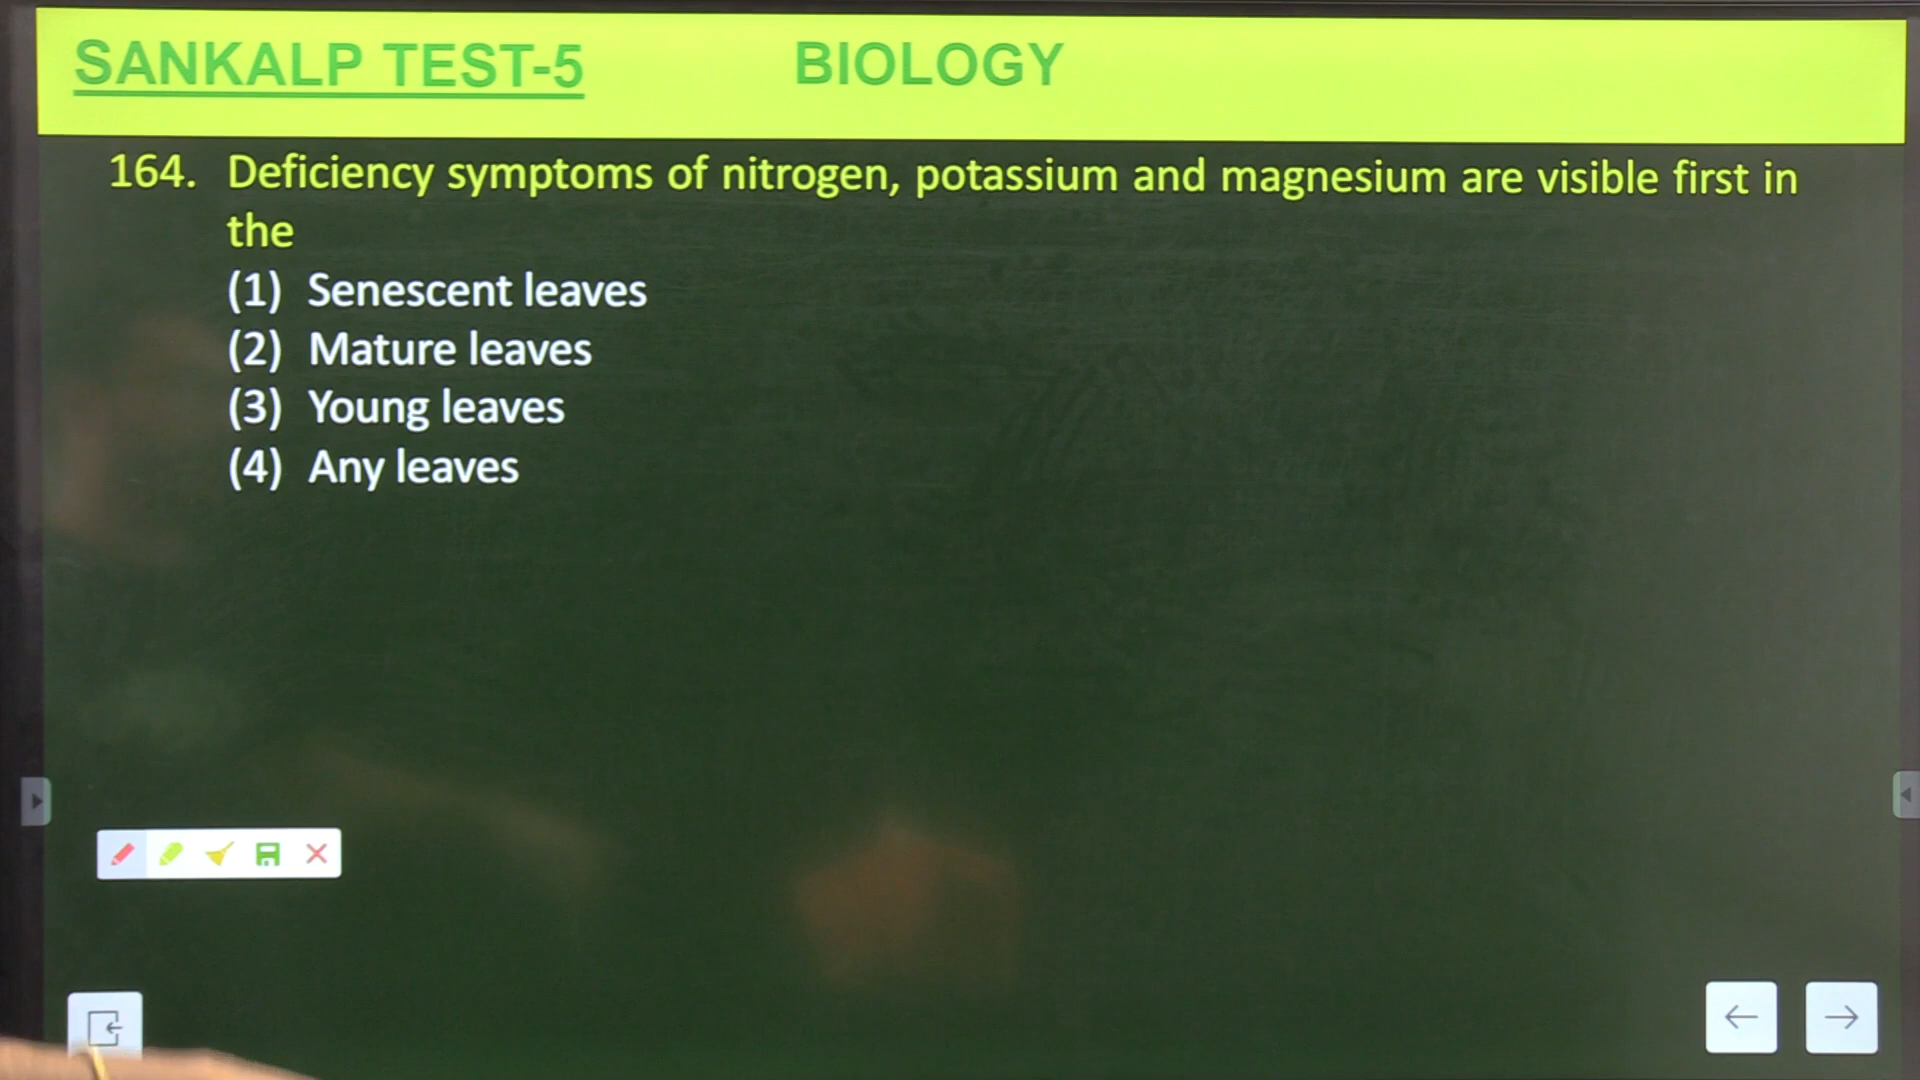 SANKALP TEST-5 BIOLOGY
164. Deficiency symptoms of nitrogen, potassium and magnesium are visible first in
the
(1) Senescent leaves
(2) Mature leaves
(3) Young leaves
(4) Any leaves